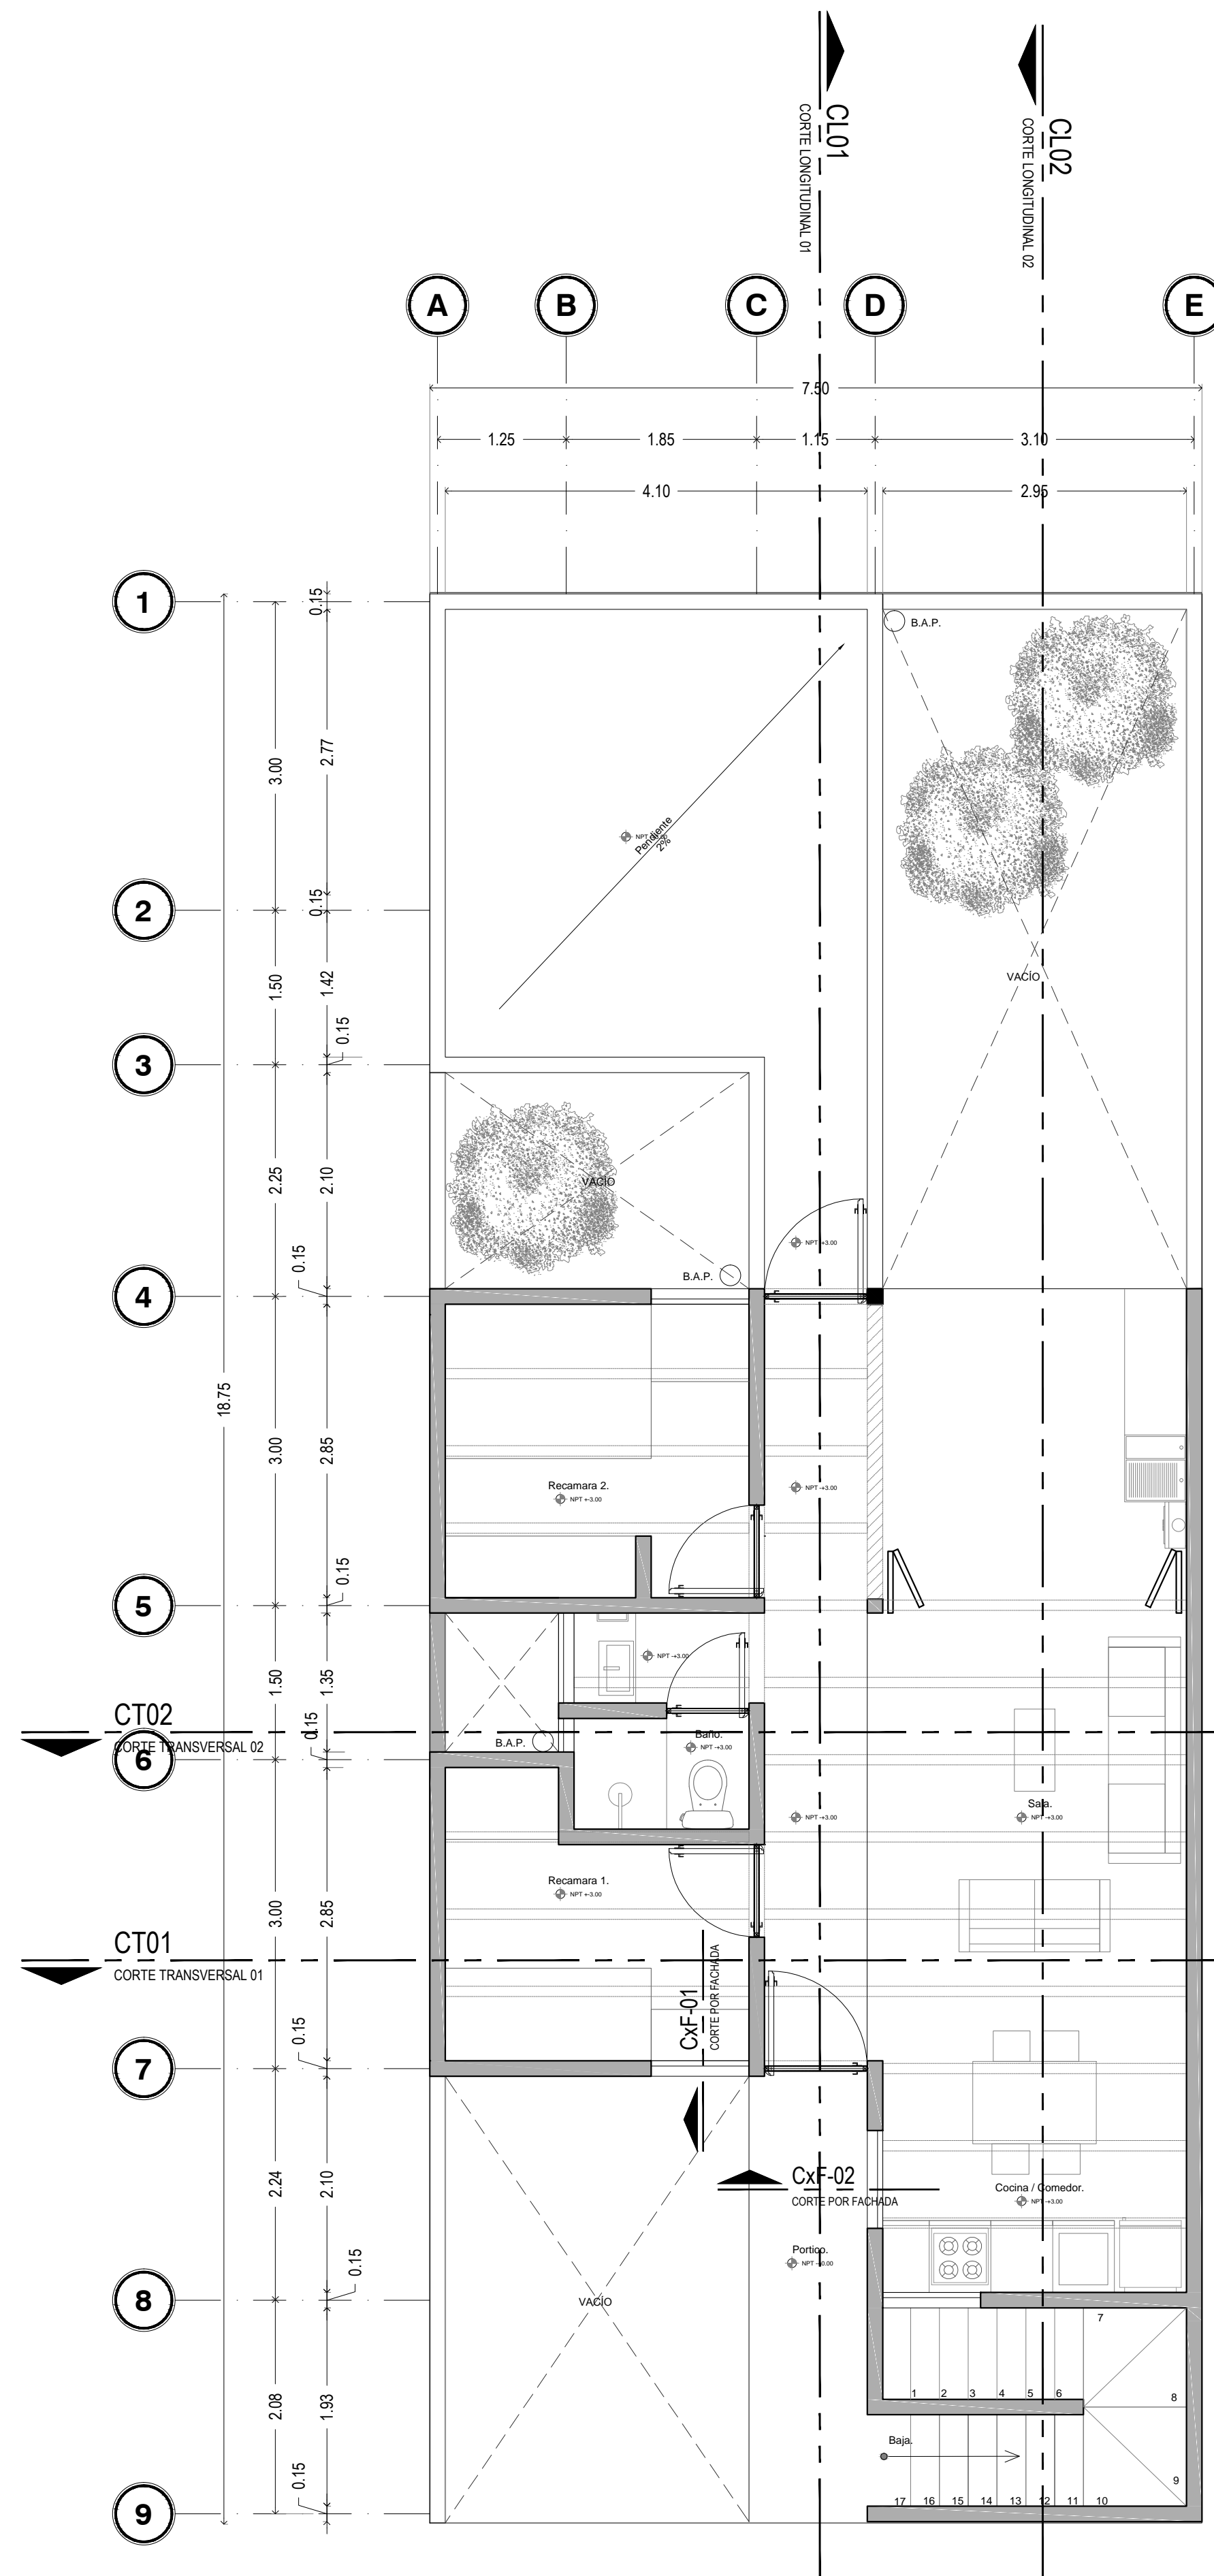 CL01
CORTE LONGITUDINAL 01
CL02
CORTE LONGITUDINAL 02
A
B
C
D
E
7.50
1.25
1.85
1.15
3.10
4.10
2.95
1
0.15
B.A.P.
3.00
2.77
NPT
Pendiente
2%
2
0.15
1.50
1.42
VACÍO
0.15
3
2.25
2.10
VACÍO
NPT +3.00
0.15
B.A.P.
4
18.75
3.00
2.85
Recamara 2.
NPT +3.00
NPT +3.00
0.15
5
1.50
1.35
NPT +3.00
CT02
CORTE TRANSVERSAL 02
0.15
B.A.P.
Baño.
NPT +3.00
6
Sala.
NPT +3.00
NPT +3.00
Recamara 1.
NPT +3.00
3.00
2.85
CT01
CORTE TRANSVERSAL 01
CxF-01
CORTE POR FACHADA
0.15
7
2.24
2.10
CxF-02
CORTE POR FACHADA
Cocina / Comedor.
NPT +3.00
Portico.
0.15
8
VACÍO
7
2.08
1.93
1
2
3
4
5
6
8
Baja.
0.15
9
9
17
16
15
14
13
12
11
10